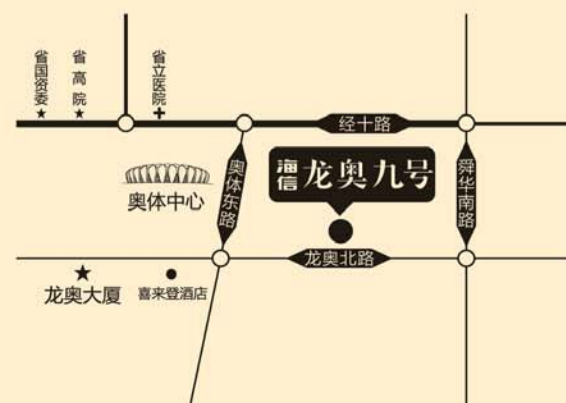 省国资委
省高院
省立医院
经十路
海信 龙奥九号
奥体东路
舜华南路
奥体中心
龙奥北路
龙奥大厦
喜来登酒店